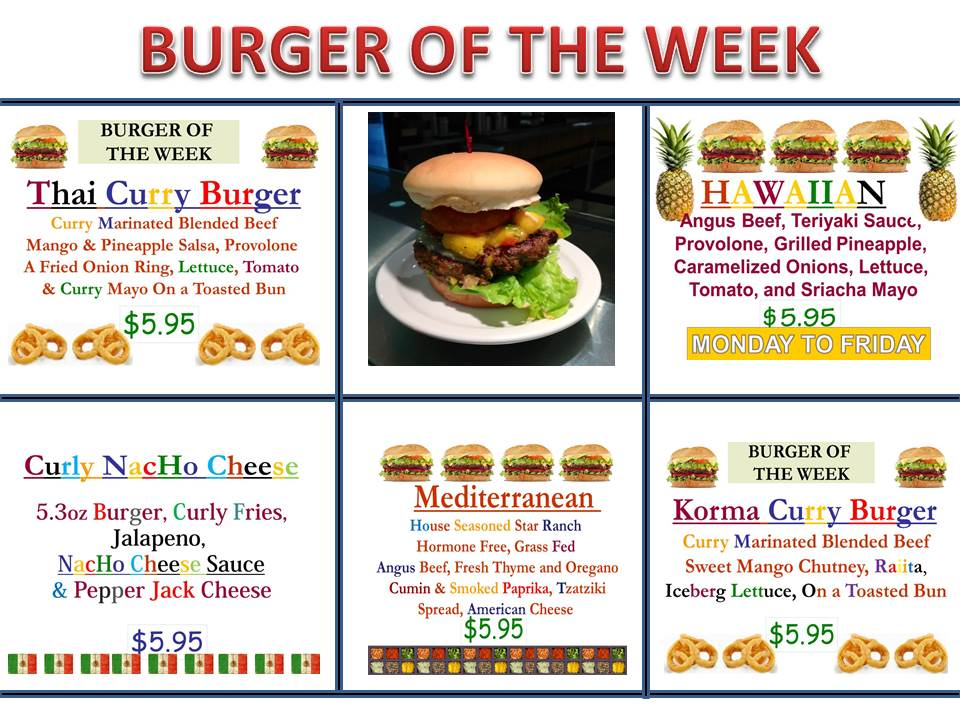 BURGER OF THE WEEK
BURGER OF
THE WEEK
Thai Curry Burger
Curry Marinated Blended Beef
Mango & Pineapple Salsa, Provolone
A Fried Onion Ring, Lettuce, Tomato
& Curry Mayo On a Toasted Bun
$5.95
HAWAIIAN
Angus Beef, Teriyaki Sauce,
Provolone, Grilled Pineapple,
Caramelized Onions, Lettuce,
Tomato, and Sriacha Mayo
$5.95
MONDAY TO FRIDAY
Curly NacHo Cheese
5.3oz Burger, Curly Fries,
Jalapeno,
NacHo Cheese Sauce
& Pepper Jack Cheese
$5.95
Mediterranean
House Seasoned Star Ranch
Hormone Free, Grass Fed
Angus Beef, Fresh Thyme and Oregano
Cumin & Smoked Paprika, Tzatziki
Spread, American Cheese
$5.95
BURGER OF
THE WEEK
Korma Curry Burger
Curry Marinated Blended Beef
Sweet Mango Chutney, Raiita,
Iceberg Lettuce, On a Toasted Bun
$5.95